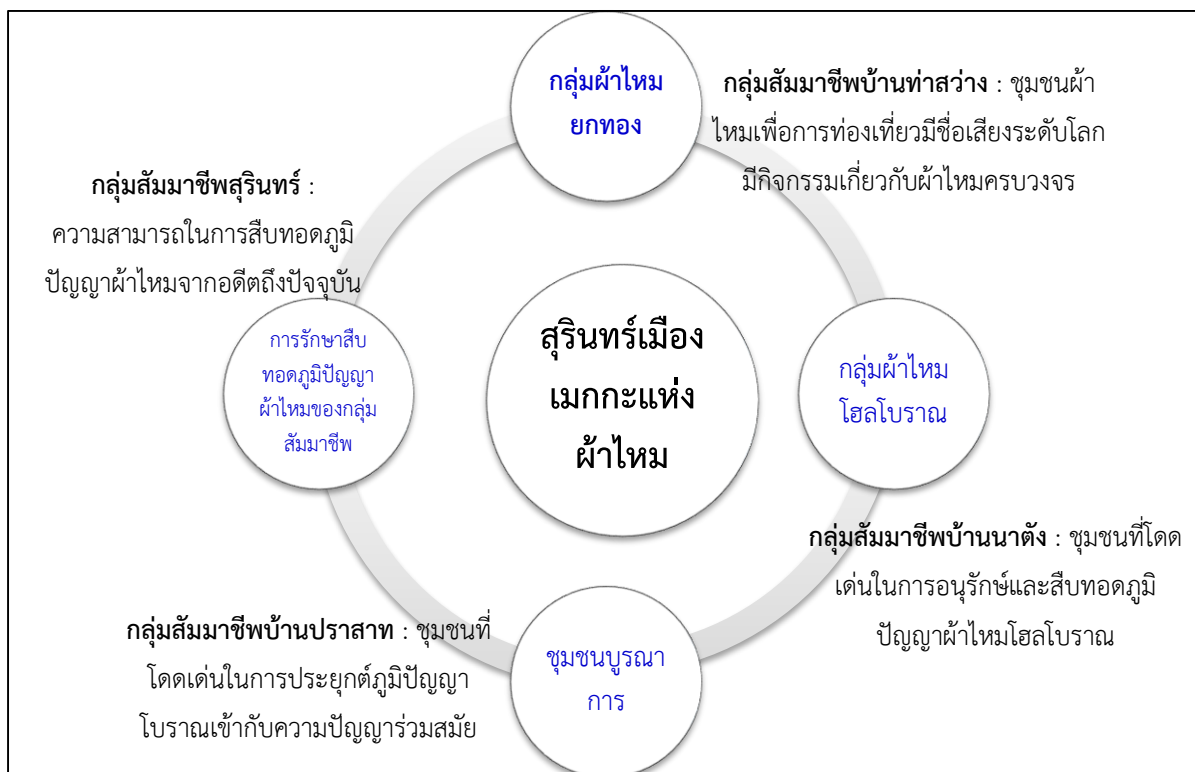 กลุ่มผ้าไหม
ยกทอง
กลุ่มสัมมาชีพบ้านท่าสว่าง : ชุมชนผ้า
ไหมเพื่อการท่องเที่ยวมีชื่อเสียงระดับโลก
มีกิจกรรมเกี่ยวกับผ้าไหมครบวงจร
กลุ่มสัมมาชีพสุรินทร์ :
ความสามารถในการสืบทอดภูมิ
ปัญญาผ้าไหมจากอดีตถึงปัจจุบัน
การรักษาสืบ
ทอดภูมิปัญญา
ผ้าไหมของกลุ่ม
สัมมาชีพ
สุรินทร์เมือง
เมกกะแห่ง
ผ้าไหม
กลุ่มผ้าไหม
โฮลโบราณ
กลุ่มสัมมาชีพบ้านนาตัง : ชุมชนที่โดด
เด่นในการอนุรักษ์และสืบทอดภูมิ
ปัญญาผ้าไหมโฮลโบราณ
กลุ่มสัมมาชีพบ้านปราสาท : ชุมชนที่
โดดเด่นในการประยุกต์ภูมิปัญญา
โบราณเข้ากับความปัญญาร่วมสมัย
ชุมชนบูรณา
การ